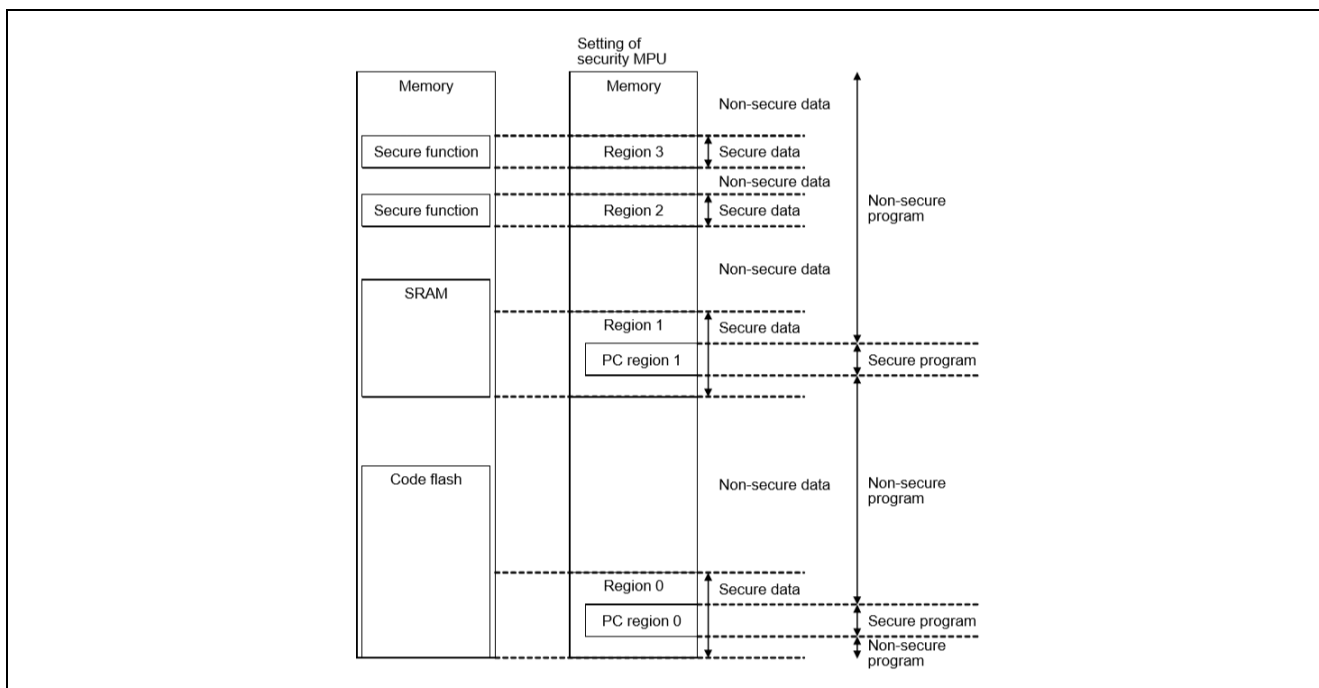 Setting of
security MPU
Memory
Memory
Non-secure data
Secure function
Region 3
Secure data
Non-secure data
Secure function
Region 2
Secure data
Non-secure
program
Non-secure data
SRAM
Region 1
Secure data
PC region 1
Secure program
Code flash
Non-secure data
Non-secure
program
Region 0
Secure data
PC region 0
Secure program
Non-secure
program